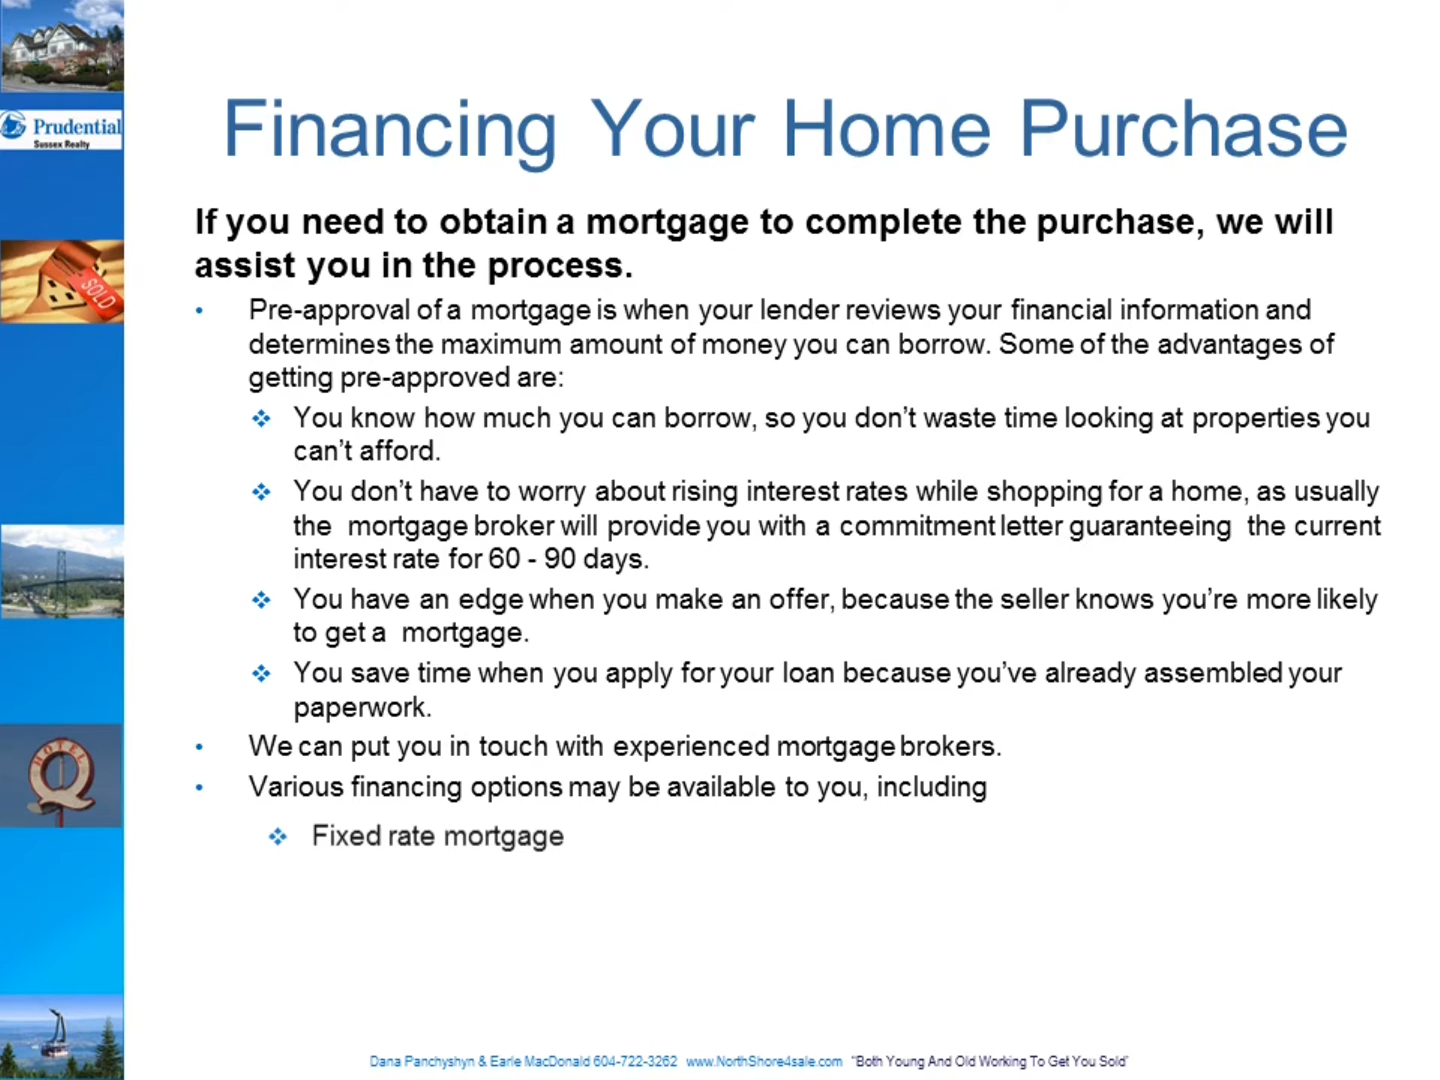 Prudential
Sussex Realty
Financing Your Home Purchase
If you need to obtain a mortgage to complete the purchase, we will
assist you in the process.
• Pre-approval of a mortgage is when your lender reviews your financial information and
determines the maximum amount of money you can borrow. Some of the advantages of
getting pre-approved are:
❖ You know how much you can borrow, so you don’t waste time looking at properties you
can’t afford.
❖ You don’t have to worry about rising interest rates while shopping for a home, as usually
the mortgage broker will provide you with a commitment letter guaranteeing the current
interest rate for 60 - 90 days.
❖ You have an edge when you make an offer, because the seller knows you’re more likely
to get a mortgage.
❖ You save time when you apply for your loan because you’ve already assembled your
paperwork.
• We can put you in touch with experienced mortgage brokers.
• Various financing options may be available to you, including
❖ Fixed rate mortgage
SOLD
HOTEL
Q
Dana Panchyshyn & Earle MacDonald 604-722-3262 www.NorthShore4sale.com “Both Young And Old Working To Get You Sold”